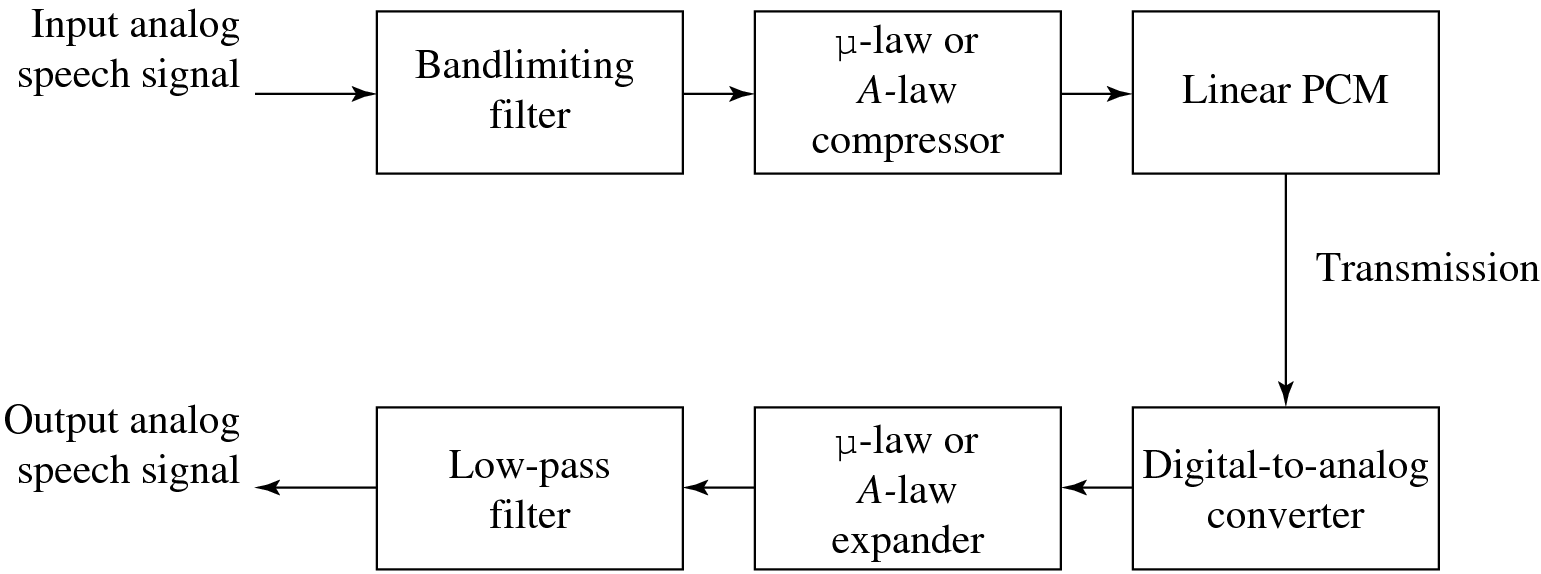 Input analog
speech signal
Bandlimiting
filter
μ-law or
A-law
compressor
Linear PCM
Transmission
Output analog
speech signal
Low-pass
filter
μ-law or
A-law
expander
Digital-to-analog
converter